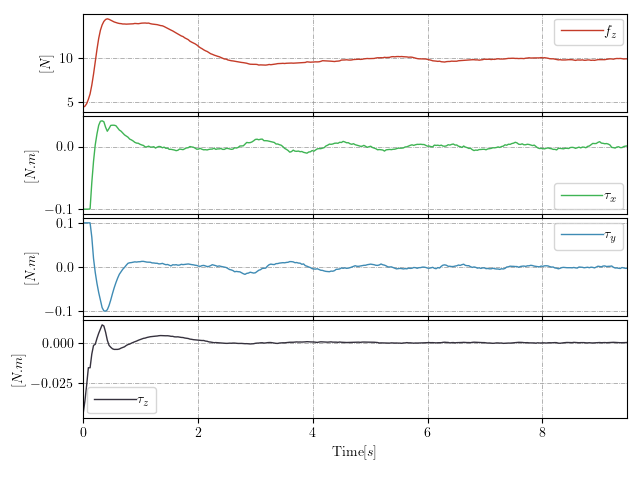 [N]
10
5
f_z
[N.m]
0.0
−0.1
τ_x
[N.m]
0.1
0.0
−0.1
τ_y
[N.m]
0.000
−0.025
τ_z
0 2 4 6 8
Time[s]